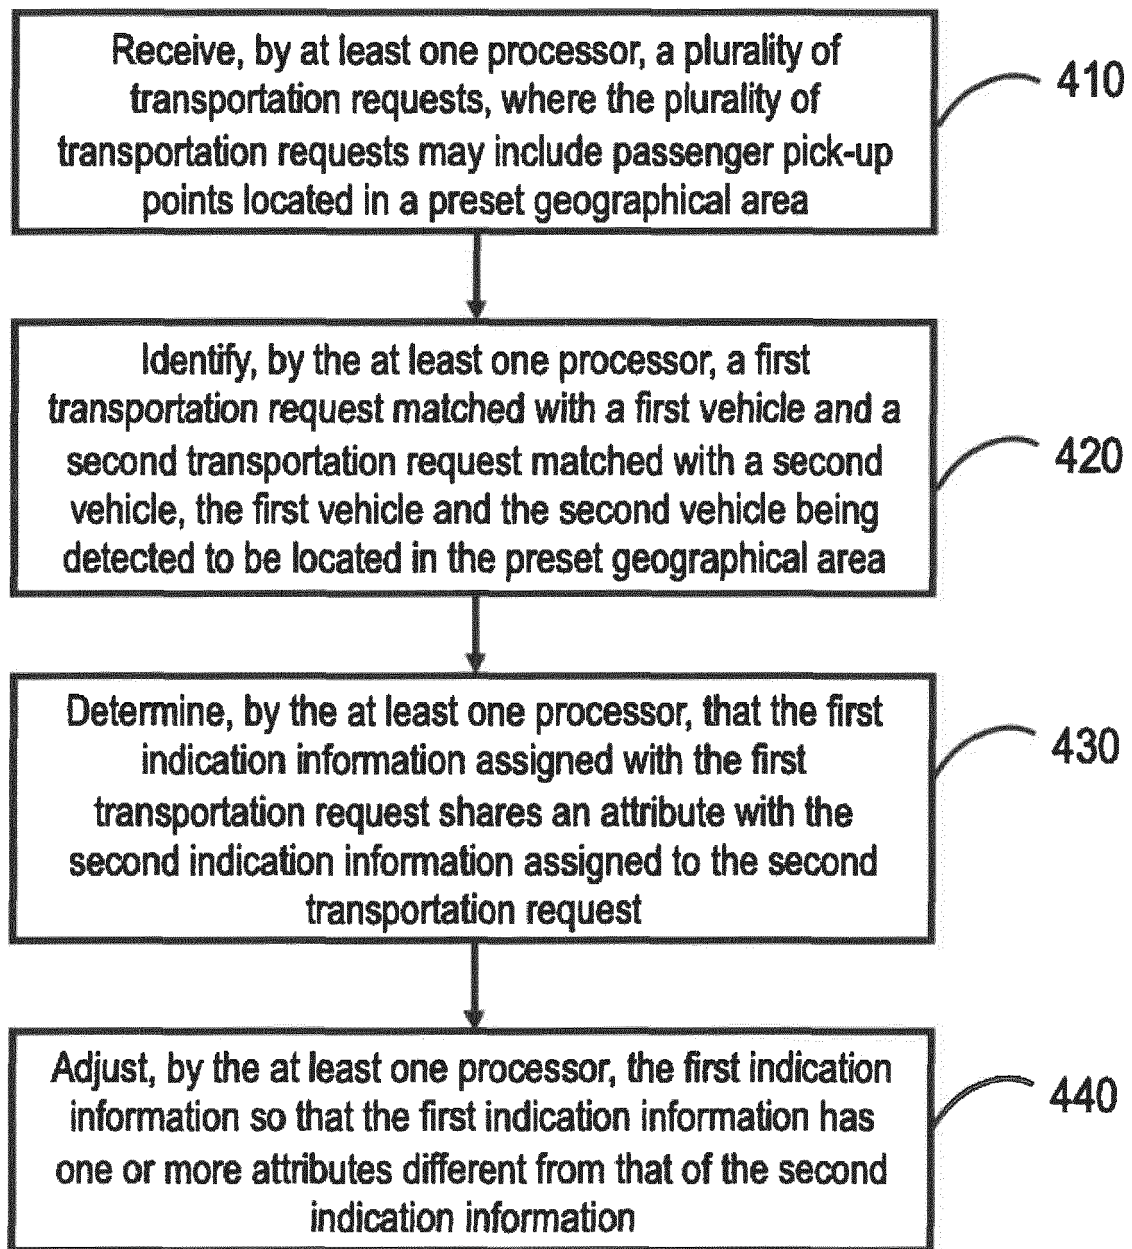 Receive, by at least one processor, a plurality of
transportation requests, where the plurality of
transportation requests may include passenger pick-up
points located in a preset geographical area
410
Identify, by the at least one processor, a first
transportation request matched with a first vehicle and a
second transportation request matched with a second
vehicle, the first vehicle and the second vehicle being
detected to be located in the preset geographical area
420
Determine, by the at least one processor, that the first
indication information assigned with the first
transportation request shares an attribute with the
second indication information assigned to the second
transportation request
430
Adjust, by the at least one processor, the first indication
information so that the first indication information has
one or more attributes different from that of the second
indication information
440